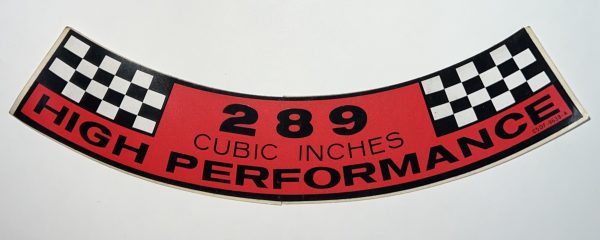 289
CUBIC INCHES
HIGH PERFORMANCE